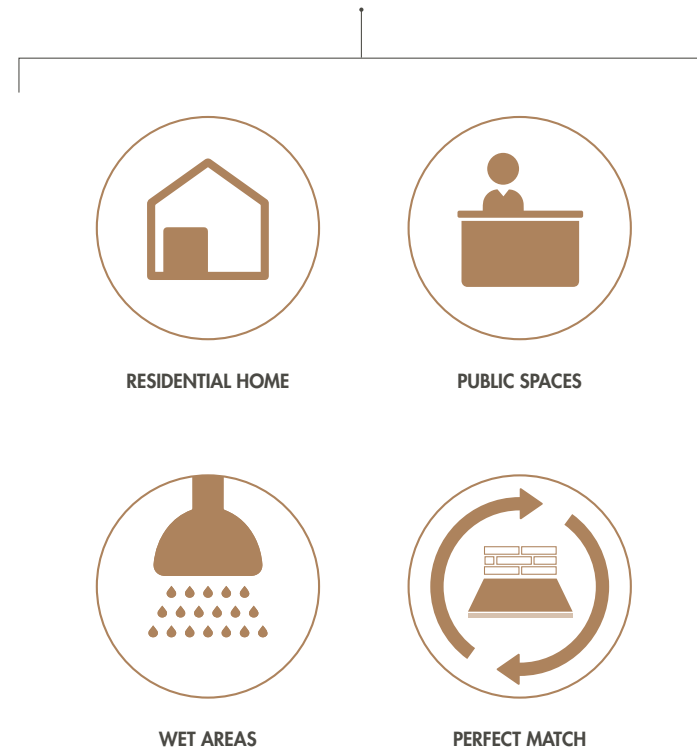 RESIDENTIAL HOME
PUBLIC SPACES
WET AREAS
PERFECT MATCH